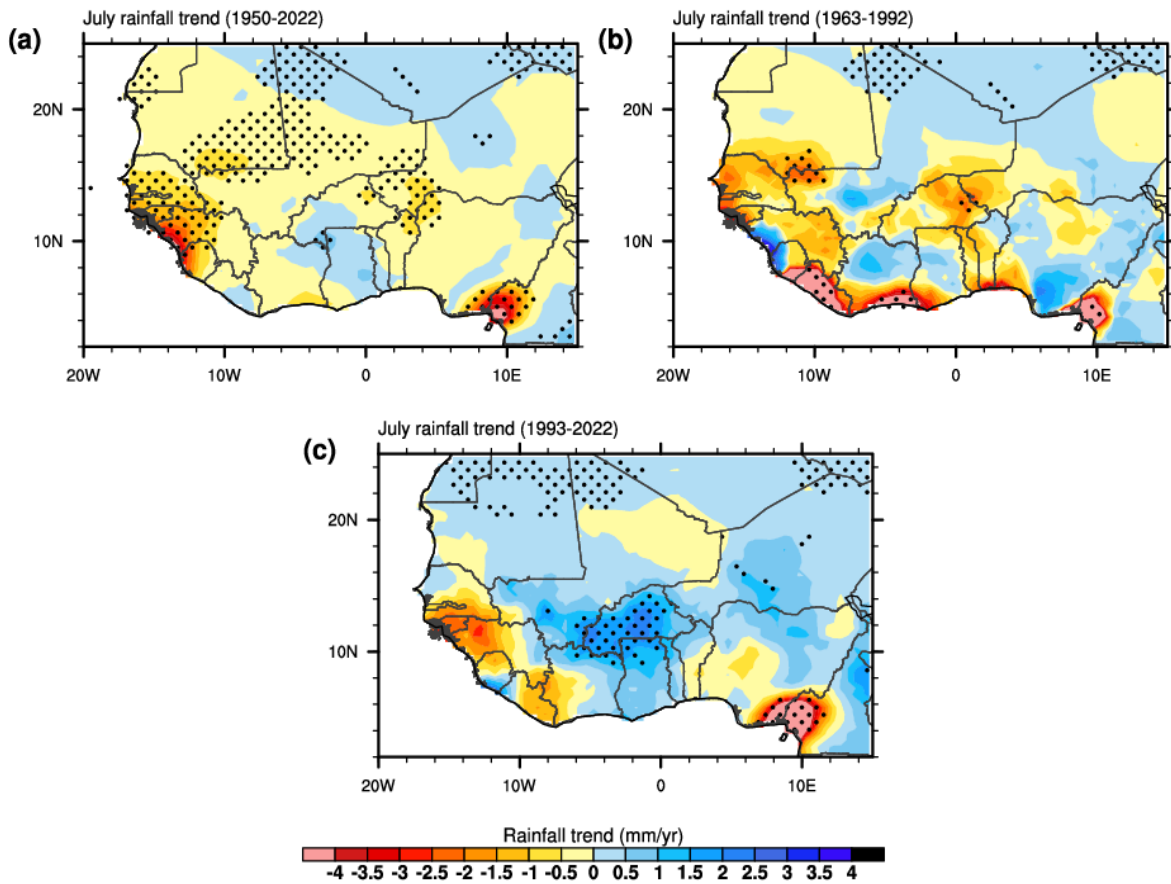 July rainfall trend (1950-2022)
(a)
20N
10N
20W 10W 0 10E
July rainfall trend (1963-1992)
(b)
20N
10N
20W 10W 0 10E
July rainfall trend (1993-2022)
(c)
20N
10N
20W 10W 0 10E
Rainfall trend (mm/yr)
-4 -3.5 -3 -2.5 -2 -1.5 -1 -0.5 0 0.5 1 1.5 2 2.5 3 3.5 4